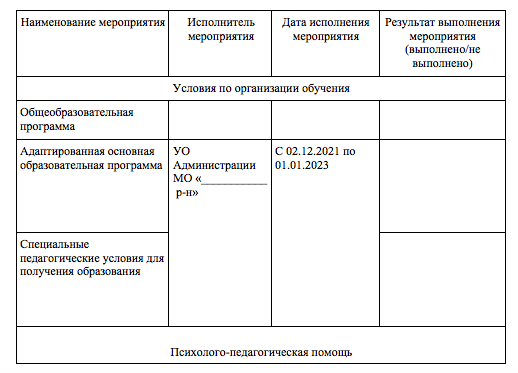 Наименование мероприятия
Исполнитель
мероприятия
Дата исполнения
мероприятия
Результат выполнения
мероприятия
(выполнено/не
выполнено)
Условия по организации обучения
Общеобразовательная
программа
Адаптированная основная
образовательная программа
УО
Администрации
МО «___________
р-н»
С 02.12.2021 по
01.01.2023
Специальные
педагогические условия для
получения образования
Психолого-педагогическая помощь